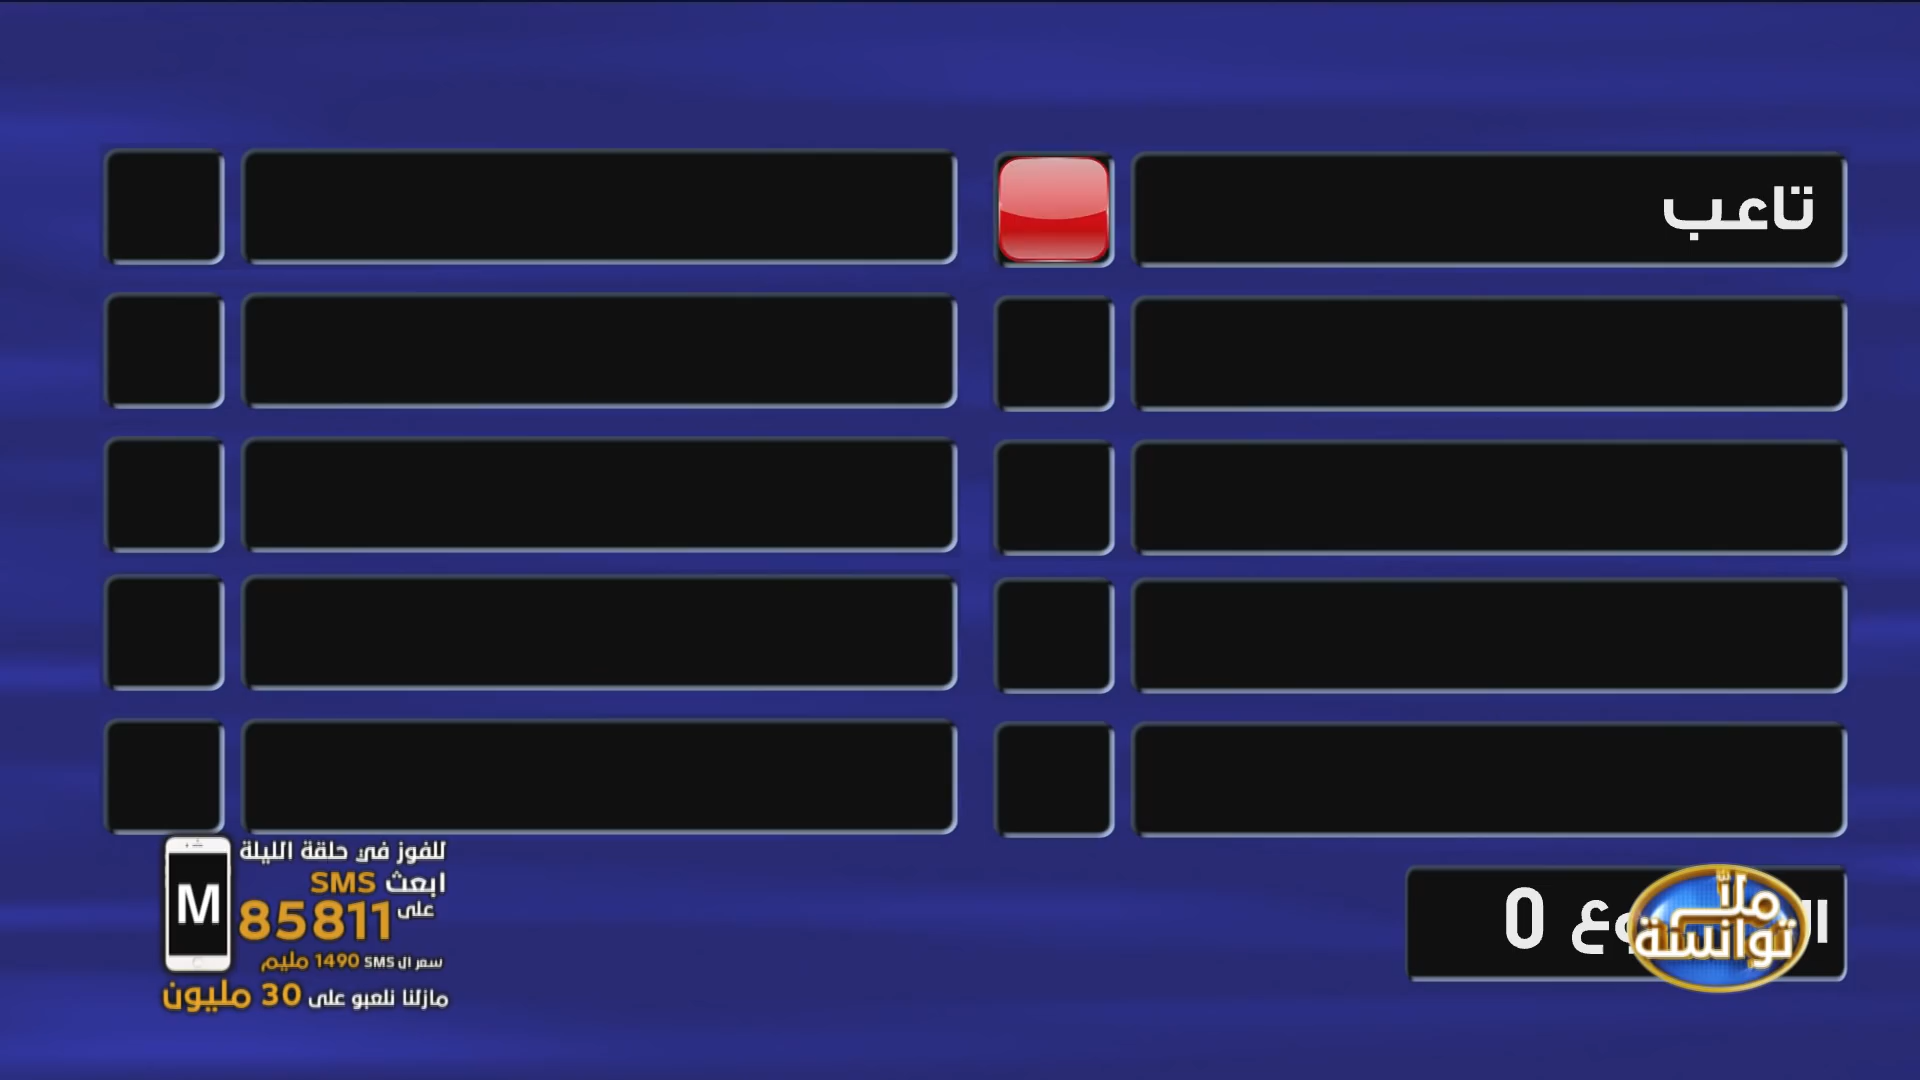 تاعب
0
ملّي
توانسة
للفوز في حلقة الليلة
ابعث SMS
على 85811
سعر ال SMS 1490 مليم
مازلنا نلعبو على 30 مليون
M